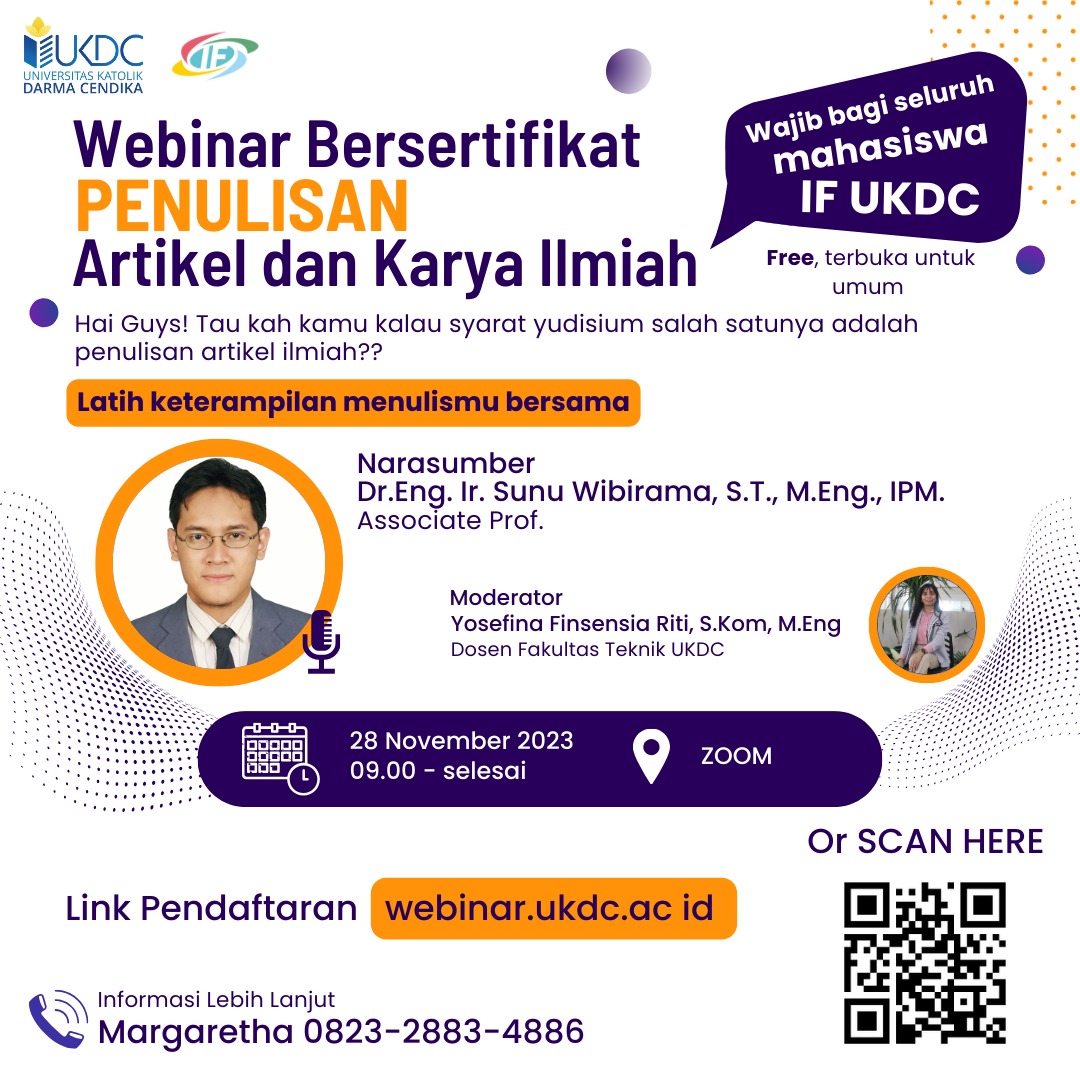 UKDC
UNIVERSITAS KATOLIK
DARMA CENDIKA
IF
Webinar Bersertifikat
PENULISAN
Artikel dan Karya Ilmiah
Wajib bagi seluruh
mahasiswa
IF UKDC
Free, terbuka untuk
umum
Hai Guys! Tau kah kamu kalau syarat yudisium salah satunya adalah
penulisan artikel ilmiah??
Latih keterampilan menulismu bersama
Narasumber
Dr.Eng. Ir. Sunu Wibirama, S.T., M.Eng., IPM.
Associate Prof.
Moderator
Yosefina Finsensia Riti, S.Kom, M.Eng
Dosen Fakultas Teknik UKDC
28 November 2023
09.00 - selesai
ZOOM
Or SCAN HERE
Link Pendaftaran webinar.ukdc.ac id
Informasi Lebih Lanjut
Margaretha 0823-2883-4886